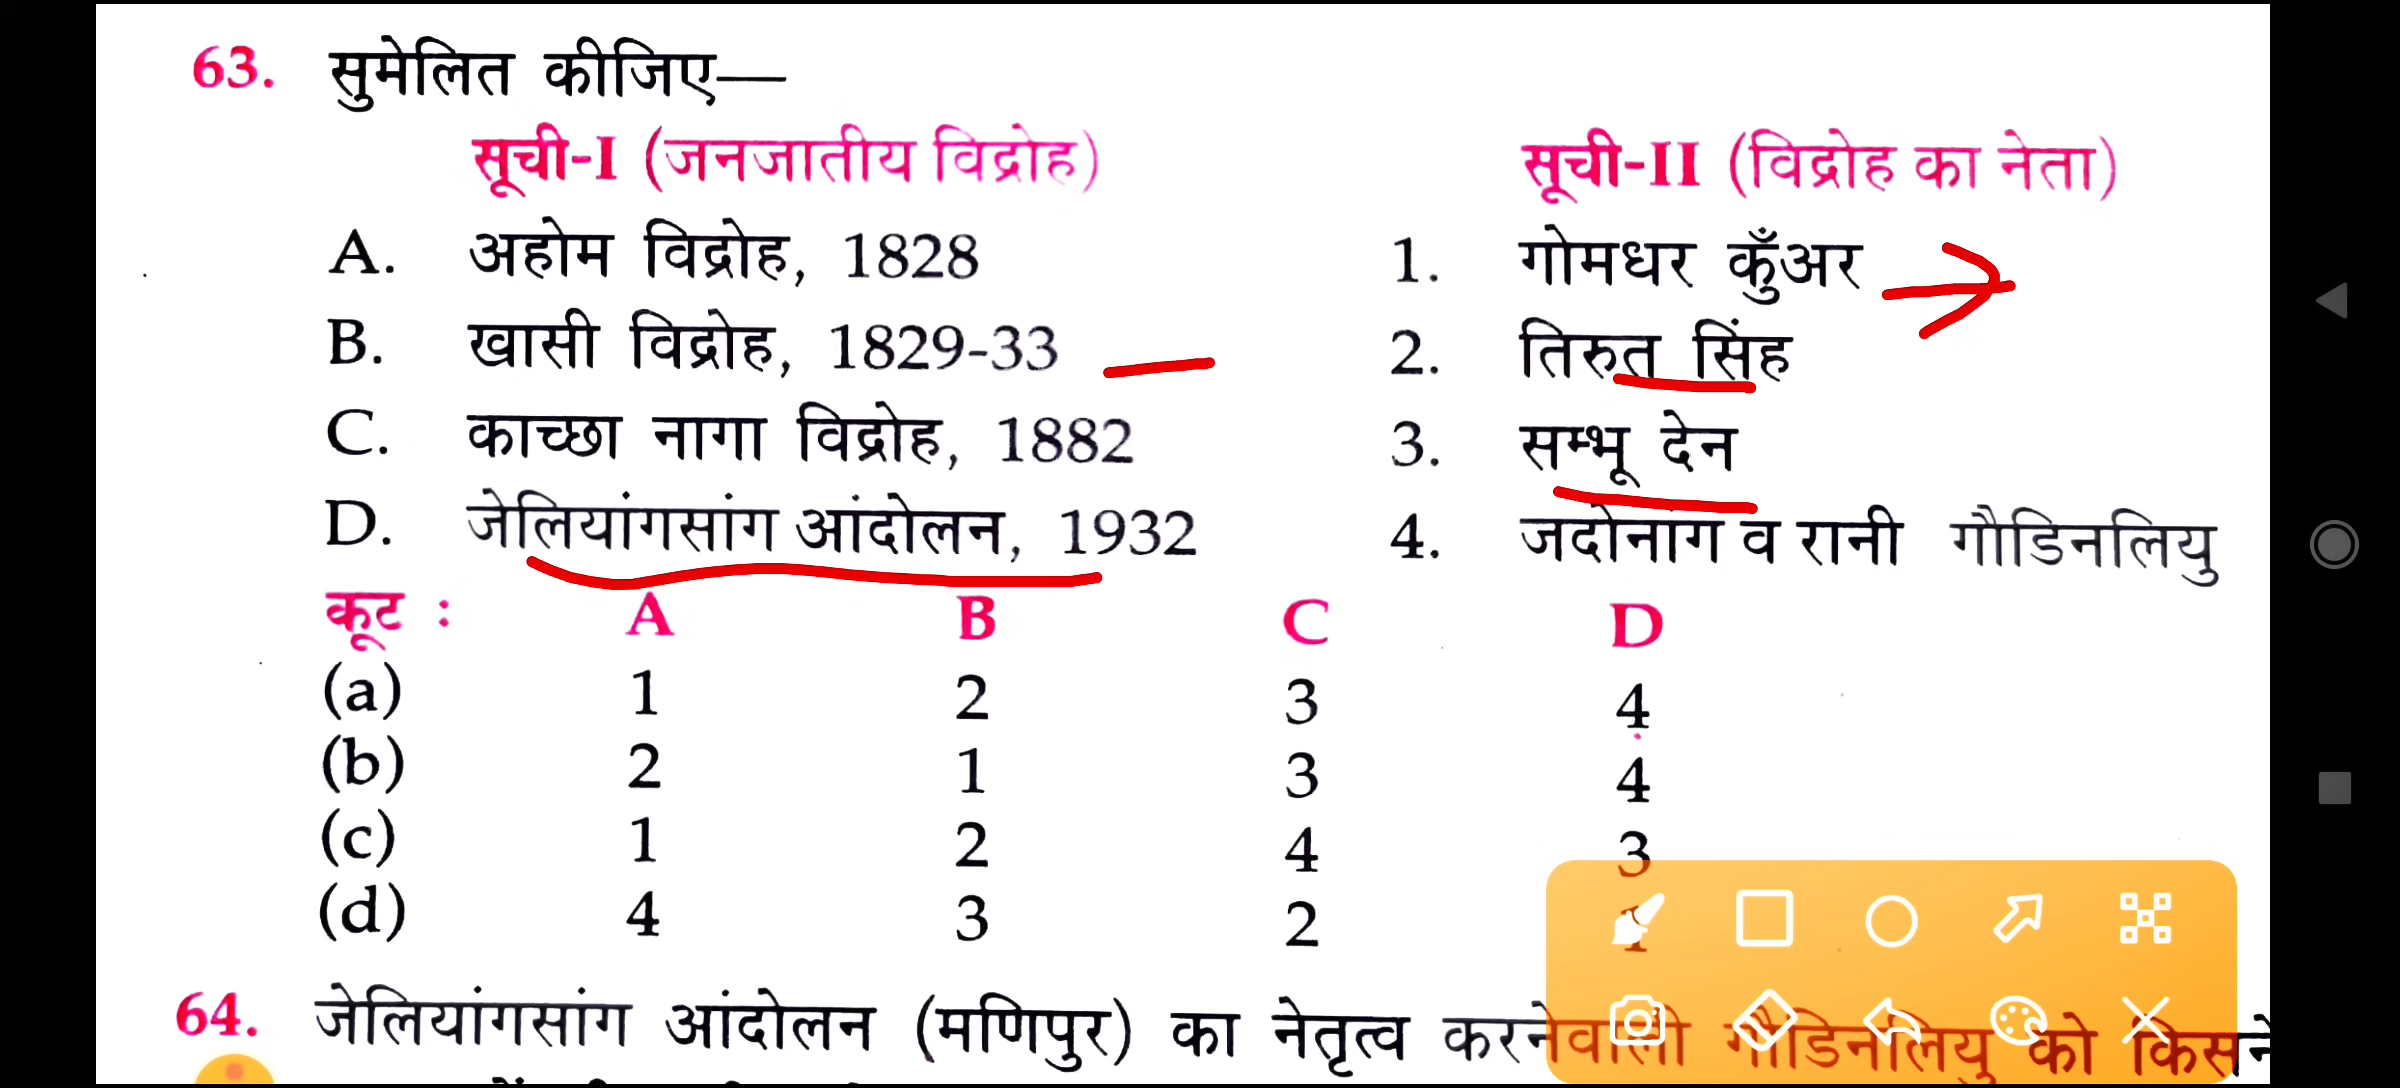 63. सुमेलित कीजिए—
सूची-I (जनजातीय विद्रोह) सूची-II (विद्रोह का नेता)
A. अहोम विद्रोह, 1828 1. गोमधर कुँअर
B. खासी विद्रोह, 1829-33 2. तिरुत सिंह
C. काच्छा नागा विद्रोह, 1882 3. सम्भू देन
D. जेलियांगसांग आंदोलन, 1932 4. जदोनांग व रानी गौडिनलियु
कूट : A B C D
(a) 1 2 3 4
(b) 2 1 3 4
(c) 1 2 4 3
(d) 4 3 2 1
64. जेलियांगसांग आंदोलन (मणिपुर) का नेतृत्व करनेवाली गौडिनलियु को किसने